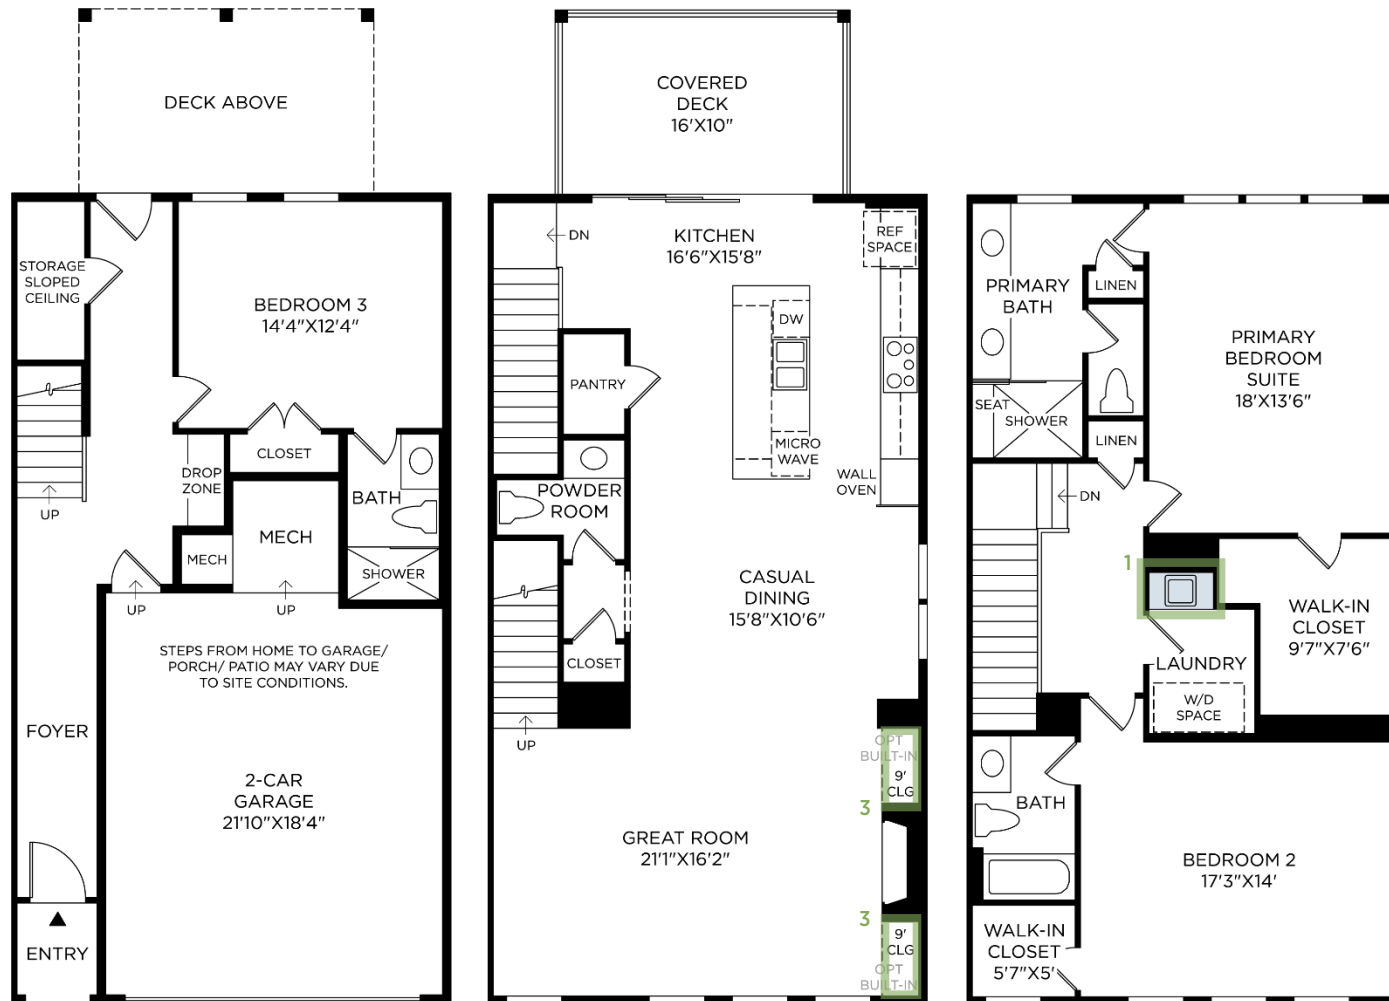 DECK ABOVE
STORAGE
SLOPED
CEILING
BEDROOM 3
14'4"X12'4"
CLOSET
DROP
ZONE
BATH
UP
MECH
MECH
SHOWER
UP
UP
STEPS FROM HOME TO GARAGE/
PORCH/ PATIO MAY VARY DUE
TO SITE CONDITIONS.
FOYER
2-CAR
GARAGE
21'10"X18'4"
ENTRY
COVERED
DECK
16'X10"
DN
KITCHEN
16'6"X15'8"
REF
SPACE
DW
PANTRY
MICRO
WAVE
WALL
OVEN
POWDER
ROOM
CASUAL
DINING
15'8"X10'6"
CLOSET
UP
OPT
BUILT-IN
9'
CLG
3
GREAT ROOM
21'1"X16'2"
3
9'
CLG
OPT
BUILT-IN
PRIMARY
BATH
LINEN
PRIMARY
BEDROOM
SUITE
18'X13'6"
SEAT
SHOWER
LINEN
DN
1
WALK-IN
CLOSET
9'7"X7'6"
LAUNDRY
W/D
SPACE
BATH
BEDROOM 2
17'3"X14'
WALK-IN
CLOSET
5'7"X5'